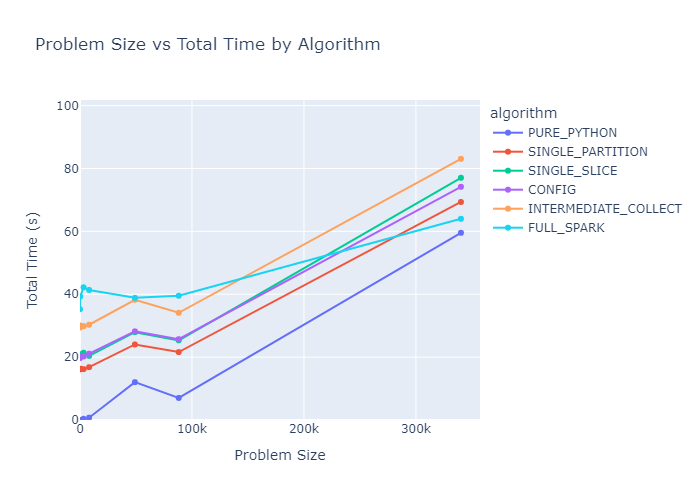 Problem Size vs Total Time by Algorithm
100
80
60
40
20
0
Total Time (s)
0 100k 200k 300k
Problem Size
algorithm
PURE_PYTHON
SINGLE_PARTITION
SINGLE_SLICE
CONFIG
INTERMEDIATE_COLLECT
FULL_SPARK